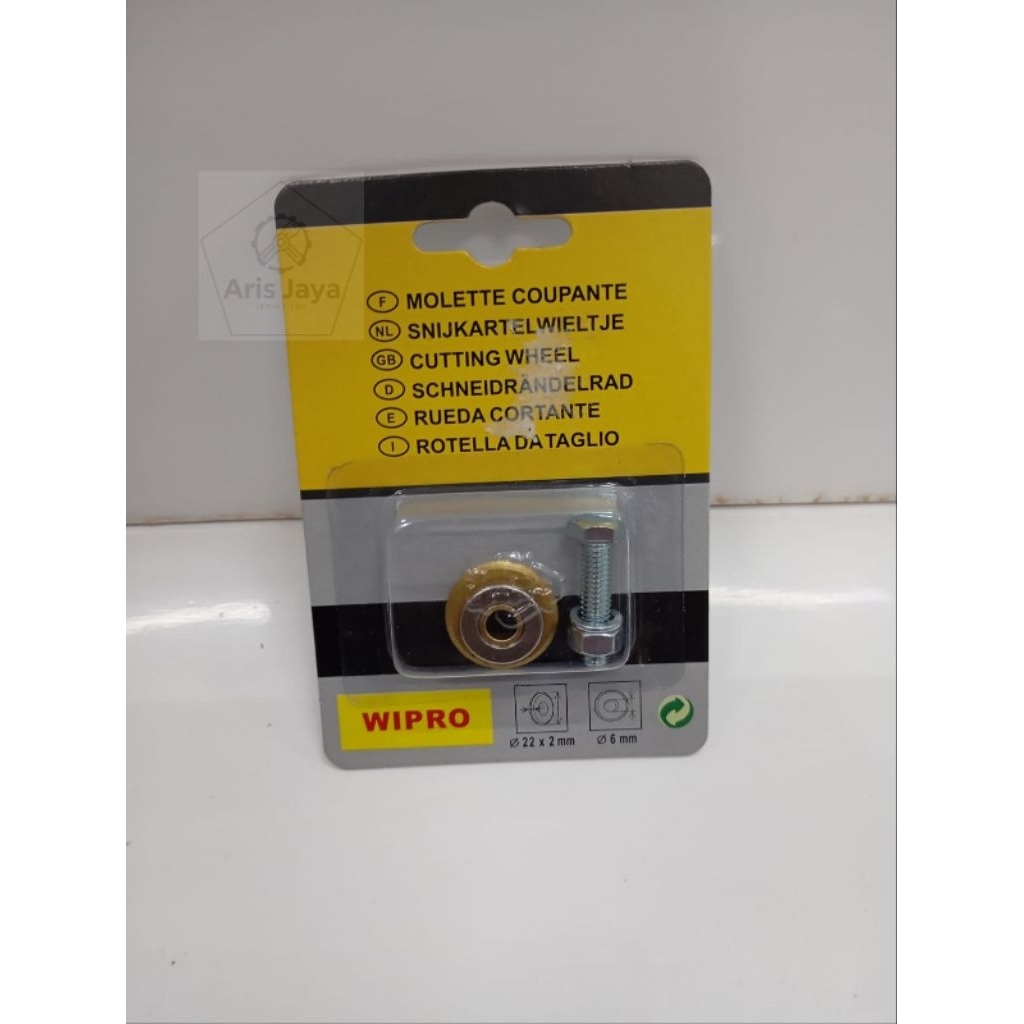 Aris Jaya
F MOLETTE COUPANTE
NL SNIJKARTELWIELTJE
GB CUTTING WHEEL
D SCHNEIDRÄNDELRAD
E RUEDA CORTANTE
I ROTELLA DA TAGLIO
WIPRO
Ø 22 x 2 mm
Ø 6 mm